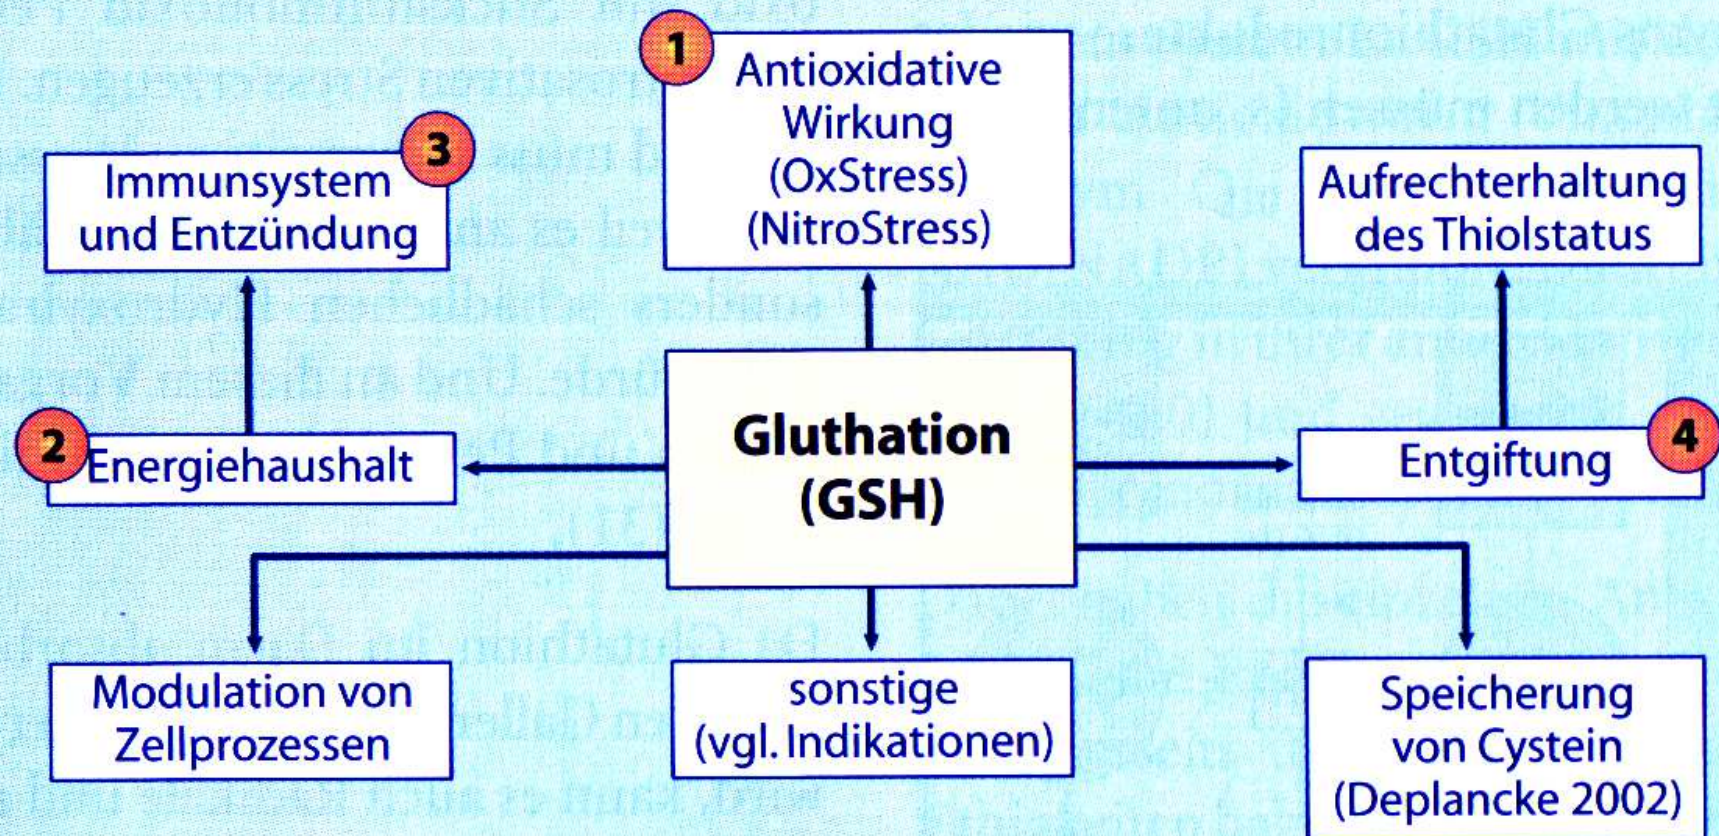 1
Antioxidative
Wirkung
(OxStress)
(NitroStress)
3
Immunsystem
und Entzündung
Aufrechterhaltung
des Thiolstatus
2
Energiehaushalt
Gluthation
(GSH)
Entgiftung
4
Modulation von
Zellprozessen
sonstige
(vgl. Indikationen)
Speicherung
von Cystein
(Deplancke 2002)